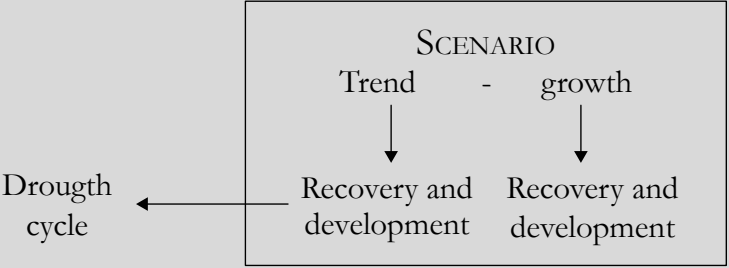 SCENARIO
Trend - growth
Drougth
cycle
Recovery and
development
Recovery and
development